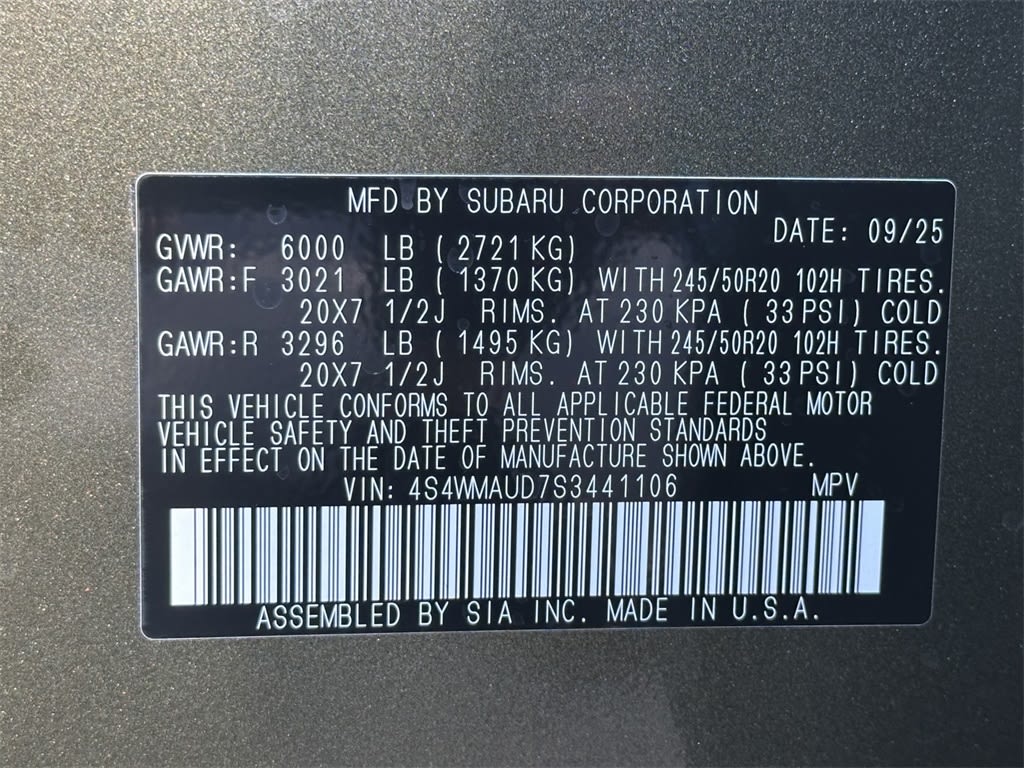 MFD BY SUBARU CORPORATION
DATE: 09/25
GVWR: 6000 LB ( 2721 KG)
GAWR:F 3021 LB ( 1370 KG) WITH 245/50R20 102H TIRES.
20X7 1/2J RIMS. AT 230 KPA ( 33 PSI) COLD
GAWR:R 3296 LB ( 1495 KG) WITH 245/50R20 102H TIRES.
20X7 1/2J RIMS. AT 230 KPA ( 33 PSI) COLD
THIS VEHICLE CONFORMS TO ALL APPLICABLE FEDERAL MOTOR
VEHICLE SAFETY AND THEFT PREVENTION STANDARDS
IN EFFECT ON THE DATE OF MANUFACTURE SHOWN ABOVE.
VIN: 4S4WMAUD7S3441106 MPV
ASSEMBLED BY SIA INC. MADE IN U.S.A.